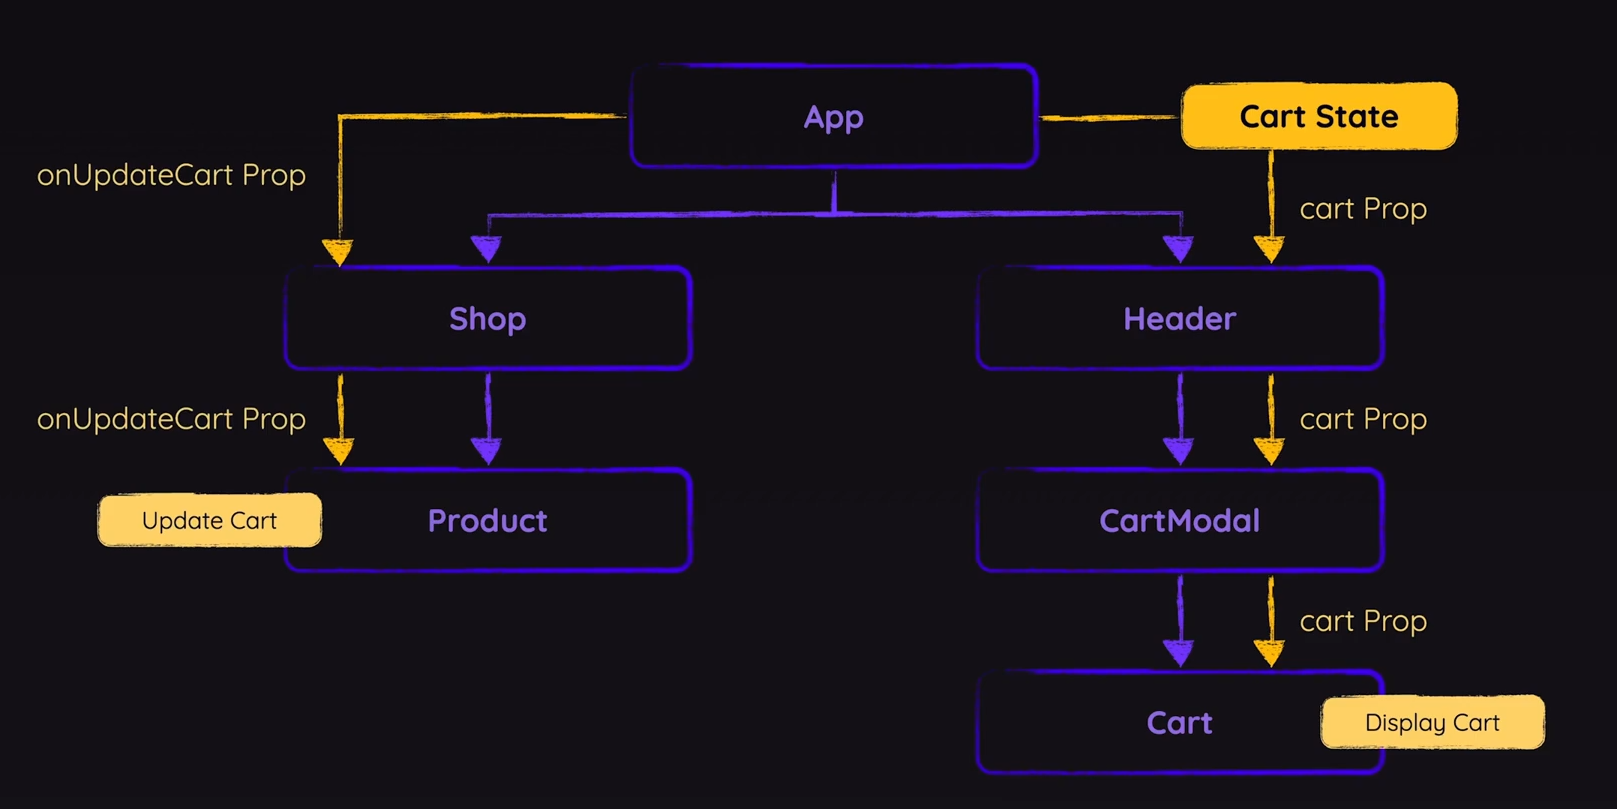 App
Cart State
onUpdateCart Prop
cart Prop
Shop
Header
onUpdateCart Prop
cart Prop
Update Cart
Product
CartModal
cart Prop
Cart
Display Cart